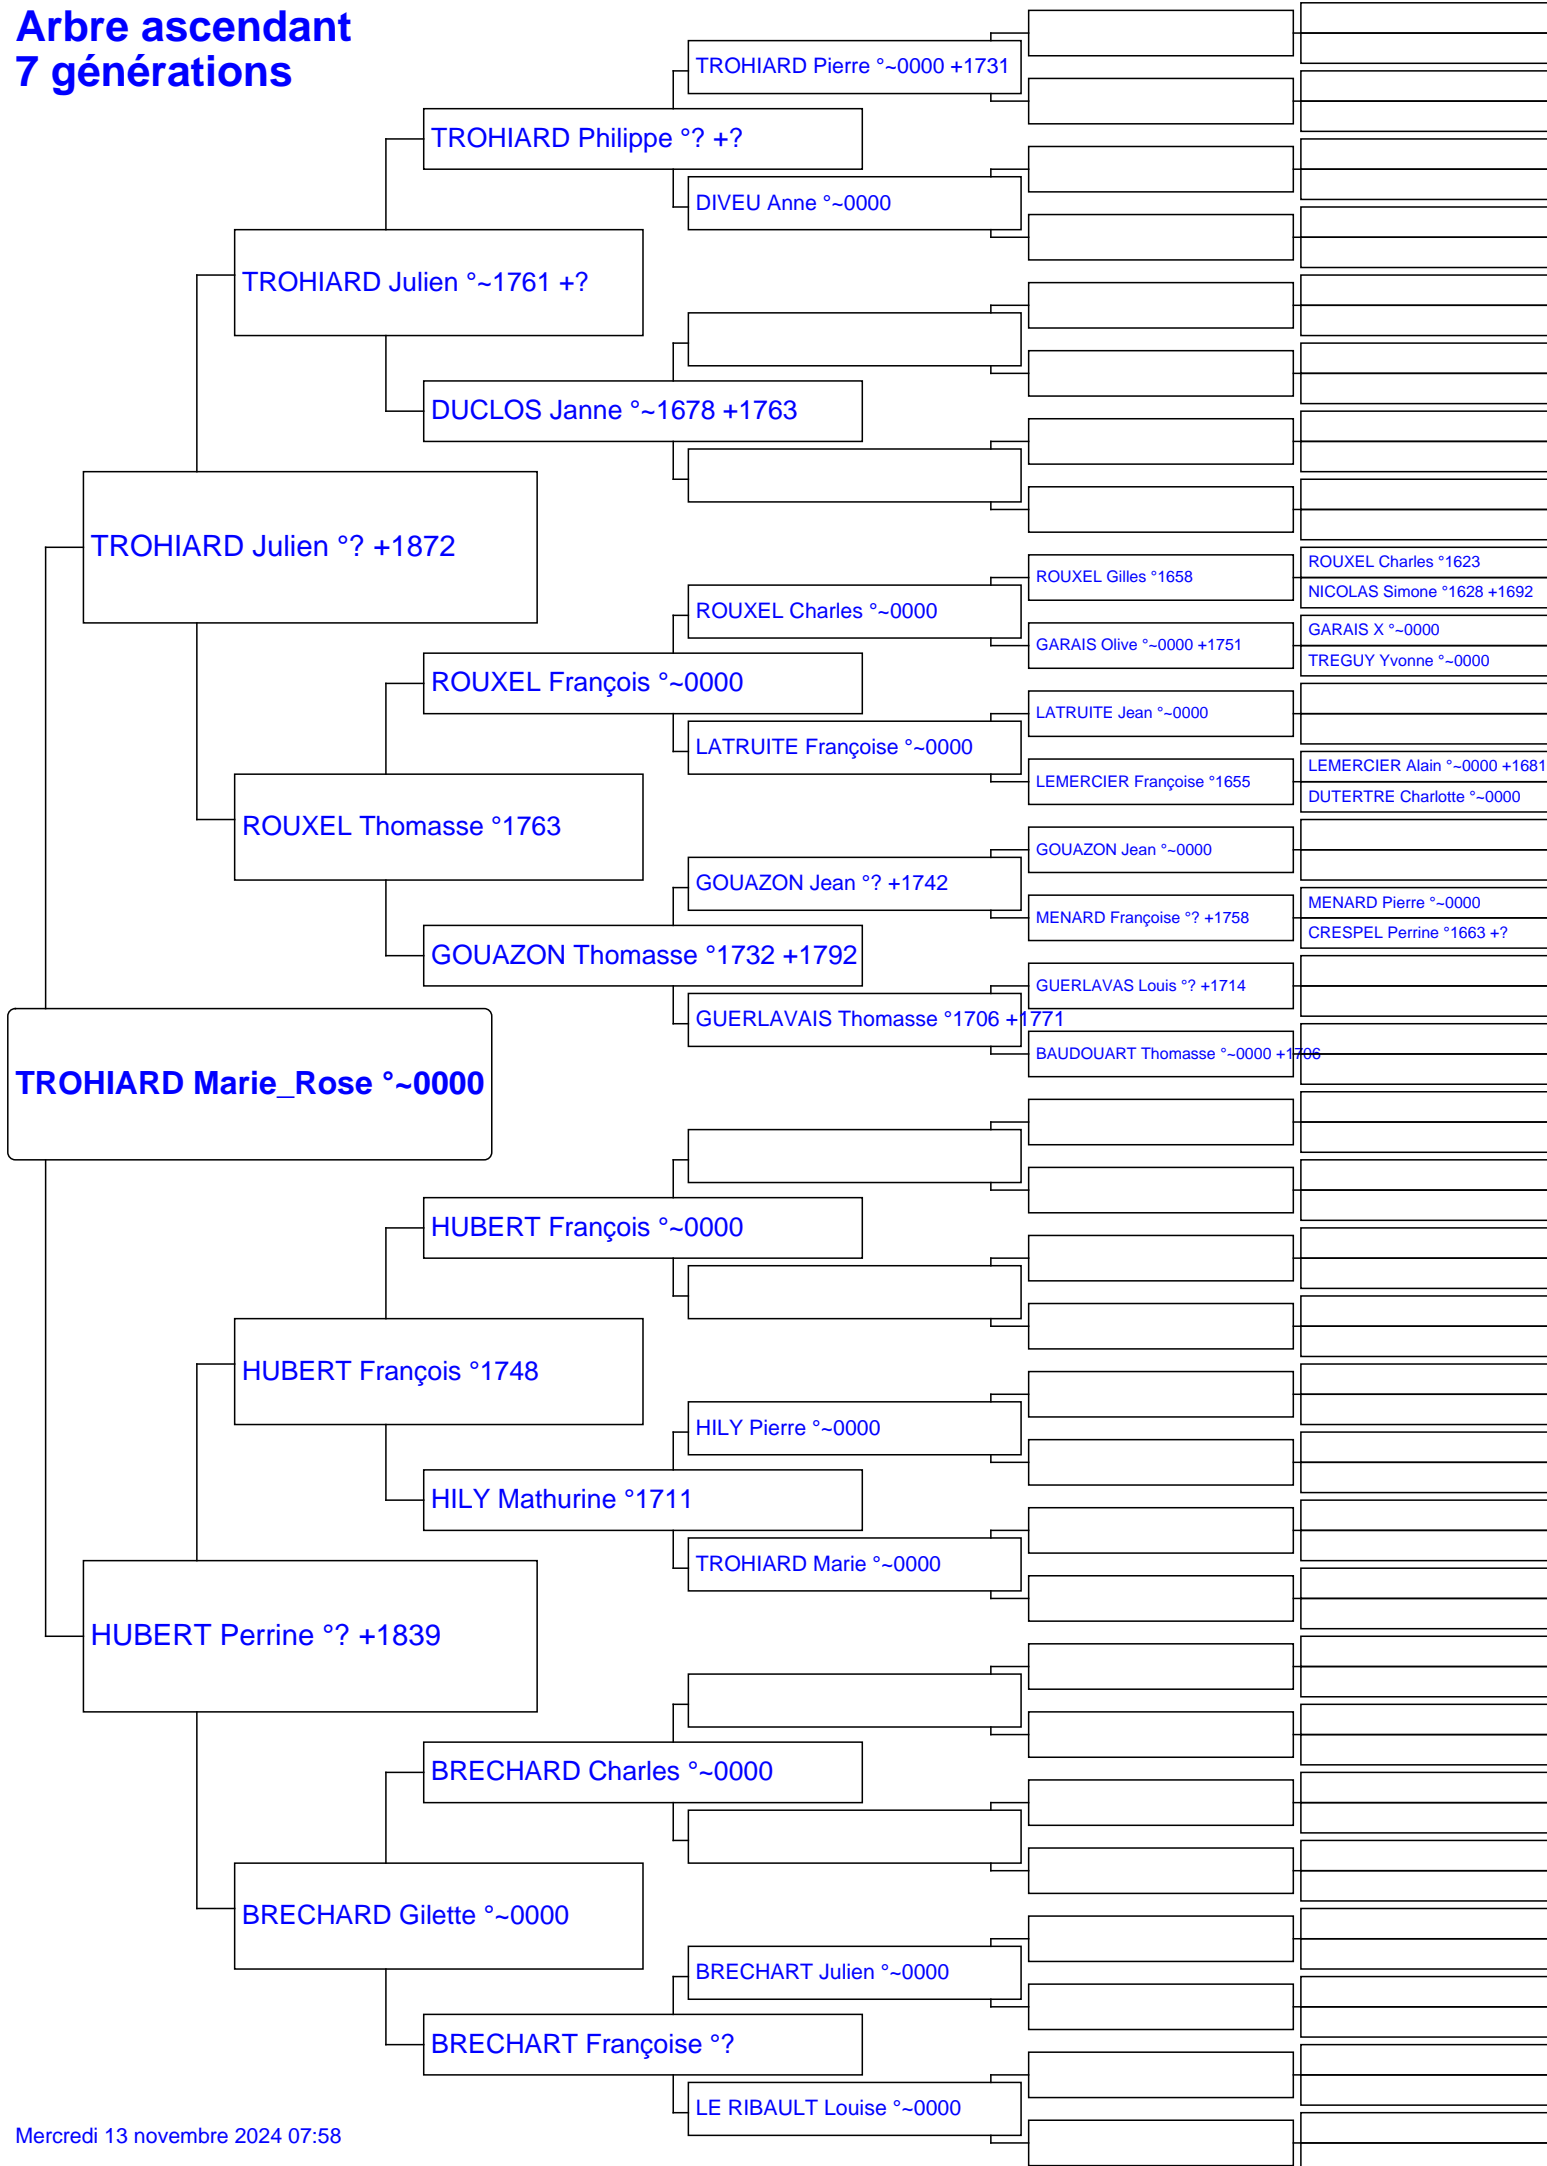 Arbre ascendant
7 générations
TROHIARD Pierre °~0000 +1731
TROHIARD Philippe °? +?
DIVEU Anne °~0000
TROHIARD Julien °~1761 +?
DUCLOS Janne °~1678 +1763
TROHIARD Julien °? +1872
ROUXEL Charles °1623
ROUXEL Gilles °1658
NICOLAS Simone °1628 +1692
ROUXEL Charles °~0000
GARAIS X °~0000
GARAIS Olive °~0000 +1751
TREGUY Yvonne °~0000
ROUXEL François °~0000
LATRUITE Jean °~0000
LATRUITE Françoise °~0000
LEMERCIER Alain °~0000 +1681
LEMERCIER Françoise °1655
DUTERTRE Charlotte °~0000
ROUXEL Thomasse °1763
GOUAZON Jean °~0000
GOUAZON Jean °? +1742
MENARD Pierre °~0000
MENARD Françoise °? +1758
CRESPEL Perrine °1663 +?
GOUAZON Thomasse °1732 +1792
GUERLAVAS Louis °? +1714
GUERLAVAIS Thomasse °1706 +1771
BAUDOUART Thomasse °~0000 +1706
TROHIARD Marie_Rose °~0000
HUBERT François °~0000
HUBERT François °1748
HILY Pierre °~0000
HILY Mathurine °1711
TROHIARD Marie °~0000
HUBERT Perrine °? +1839
BRECHARD Charles °~0000
BRECHARD Gilette °~0000
BRECHART Julien °~0000
BRECHART Françoise °?
LE RIBAULT Louise °~0000
Mercredi 13 novembre 2024 07:58